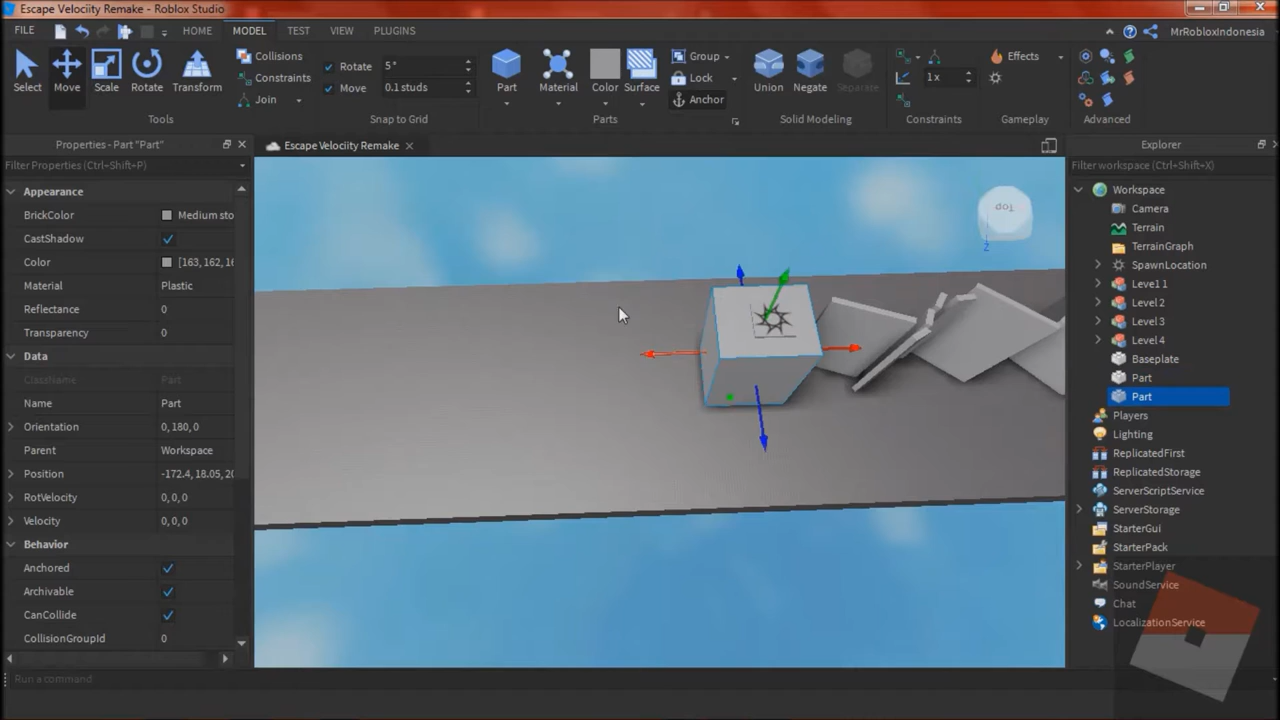 Escape Velociity Remake - Roblox Studio
FILE HOME MODEL TEST VIEW PLUGINS MrRobloxIndonesia
Select Move Scale Rotate Transform
Collisions
Constraints
Join
Tools
Rotate 5°
Move 0.1 studs
Snap to Grid
Part Material Color Surface
Group
Lock
Anchor
Parts
Union Negate Separate
Solid Modeling
1x
Constraints
Effects
Gameplay
Advanced
Properties - Part "Part"
Filter Properties (Ctrl+Shift+P)
Appearance
BrickColor Medium sto
CastShadow
Color [163, 162, 16
Material Plastic
Reflectance 0
Transparency 0
Data
ClassName Part
Name Part
Orientation 0,180, 0
Parent Workspace
Position -172.4, 18.05, 20
RotVelocity 0, 0, 0
Velocity 0, 0, 0
Behavior
Anchored
Archivable
CanCollide
CollisionGroupId 0
Run a command
Escape Velociity Remake
Top
Z
Explorer
Filter workspace (Ctrl+Shift+X)
Workspace
Camera
Terrain
TerrainGraph
SpawnLocation
Level 1
Level 2
Level 3
Level 4
Baseplate
Part
Part
Players
Lighting
ReplicatedFirst
ReplicatedStorage
ServerScriptService
ServerStorage
StarterGui
StarterPack
StarterPlayer
SoundService
Chat
LocalizationService